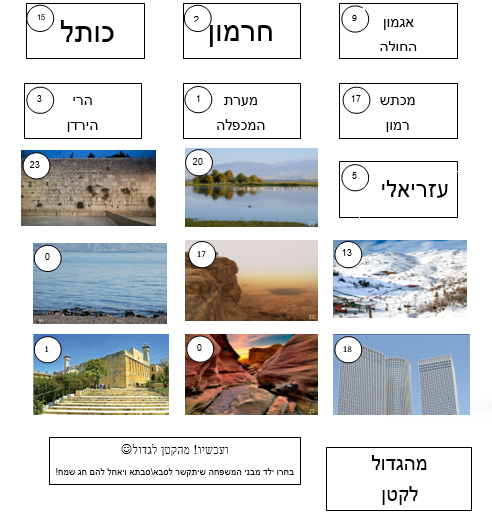 9
אגמון
החולה
2
חרמון
15
כותל
17
מכתש
רמון
1
מערת
המכפלה
3
הרי
הירדן
5
עזריאלי
20
23
13
17
0
18
0
1
ועכשיו! מהקטן לגדול☺
בחרו ילד מבני המשפחה שיתקשר לסבא\סבתא ויאחל להם חג שמח!
מהגדול
לקטן